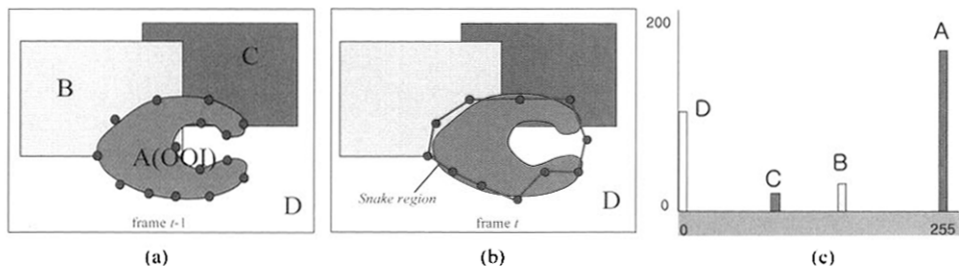 B
C
A(OOI)
D
frame t-1
(a)
Snake region
D
frame t
(b)
200
0
D
C
B
A
0
255
(c)